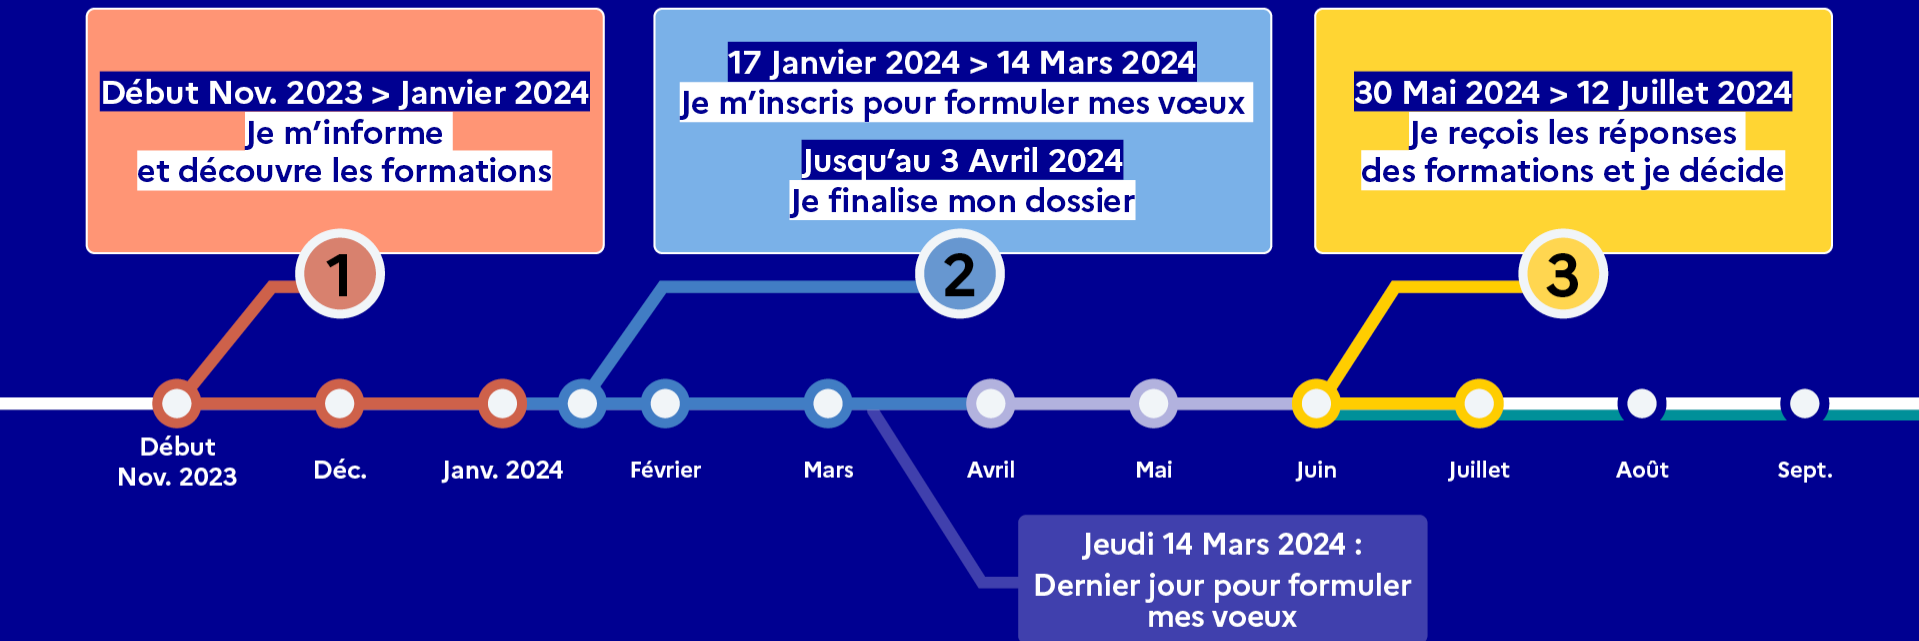 Début Nov. 2023 > Janvier 2024
Je m’informe
et découvre les formations
1
17 Janvier 2024 > 14 Mars 2024
Je m’inscris pour formuler mes vœux
Jusqu’au 3 Avril 2024
Je finalise mon dossier
2
30 Mai 2024 > 12 Juillet 2024
Je reçois les réponses
des formations et je décide
3
Début
Nov. 2023
Déc.
Janv. 2024
Février
Mars
Avril
Mai
Juin
Juillet
Août
Sept.
Jeudi 14 Mars 2024 :
Dernier jour pour formuler
mes voeux